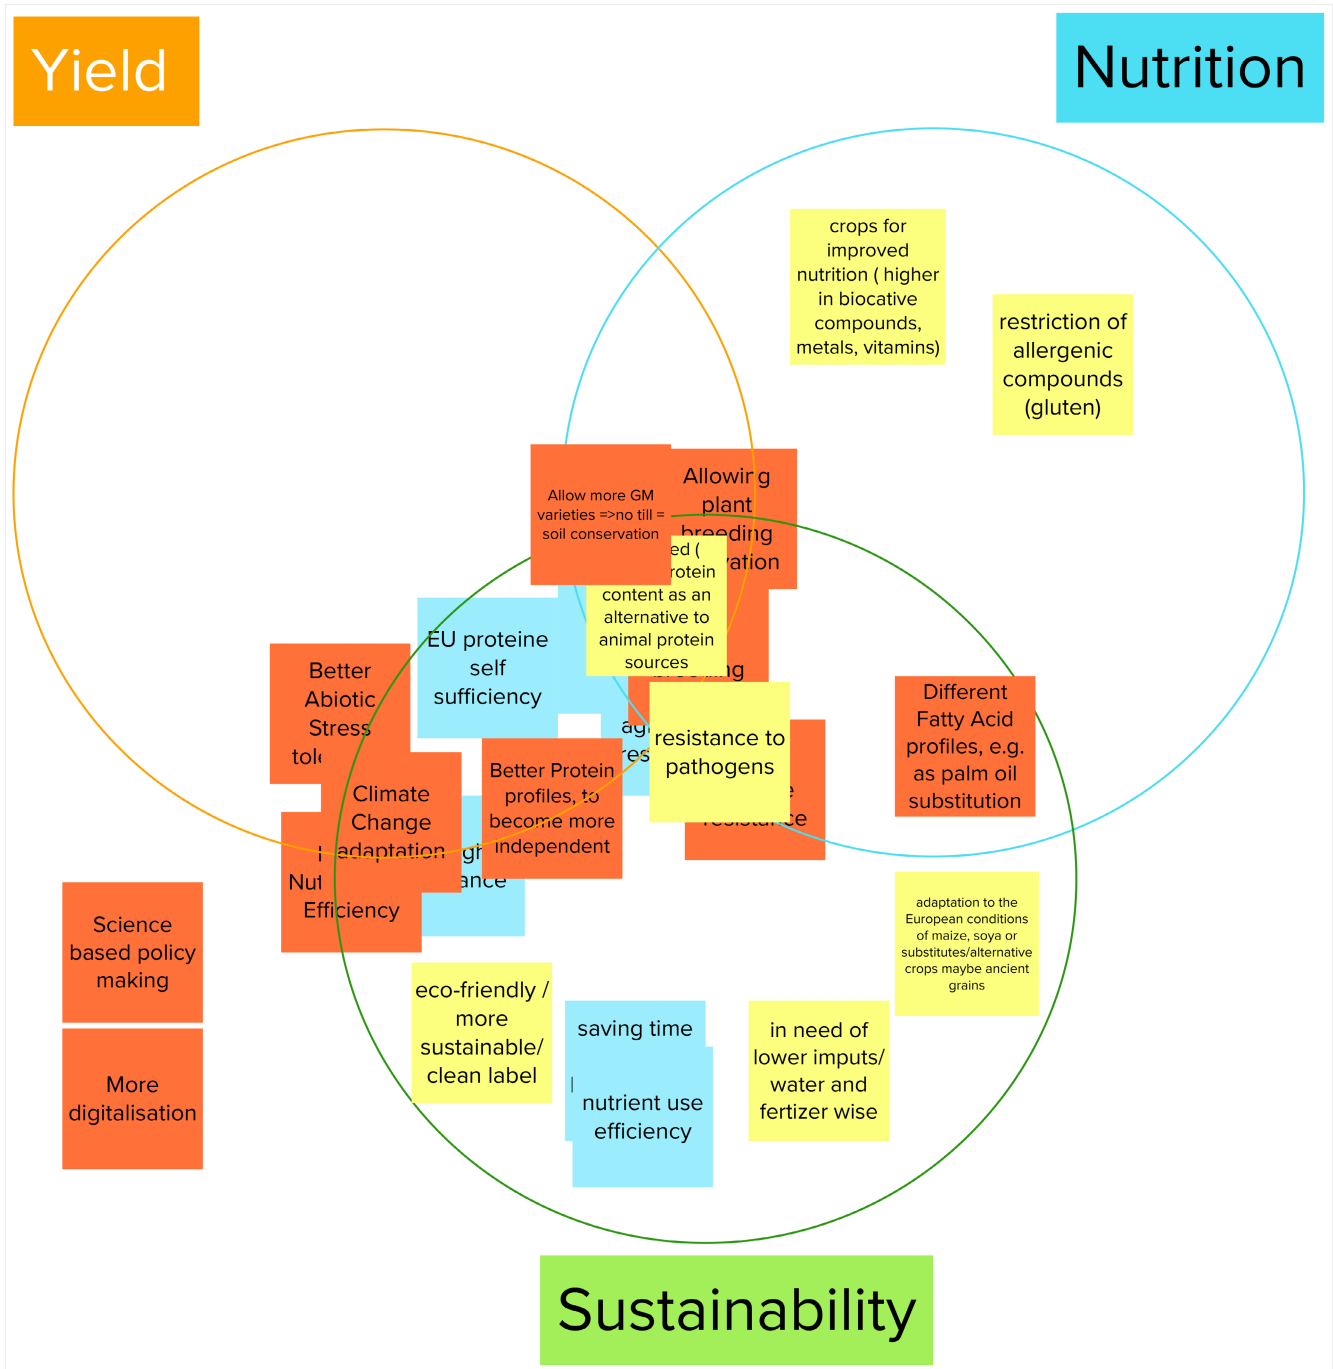 Yield
Nutrition
crops for
improved
nutrition ( higher
in biocative
compounds,
metals, vitamins)
restriction of
allergenic
compounds
(gluten)
Allow more GM
varieties =>no till =
soil conservation
Allowing
plant
breeding
content as an
alternative to
animal protein
sources
EU proteine
self
sufficiency
Better
Abiotic
Stress
resistance to
pathogens
resistance
Different
Fatty Acid
profiles, e.g.
as palm oil
substitution
Better Protein
profiles, to
become more
independent
Climate
Change
adaptation
Efficiency
Science
based policy
making
More
digitalisation
adaptation to the
European conditions
of maize, soya or
substitutes/alternative
crops maybe ancient
grains
eco-friendly /
more
sustainable/
clean label
saving time
nutrient use
efficiency
in need of
lower imputs/
water and
fertizer wise
Sustainability